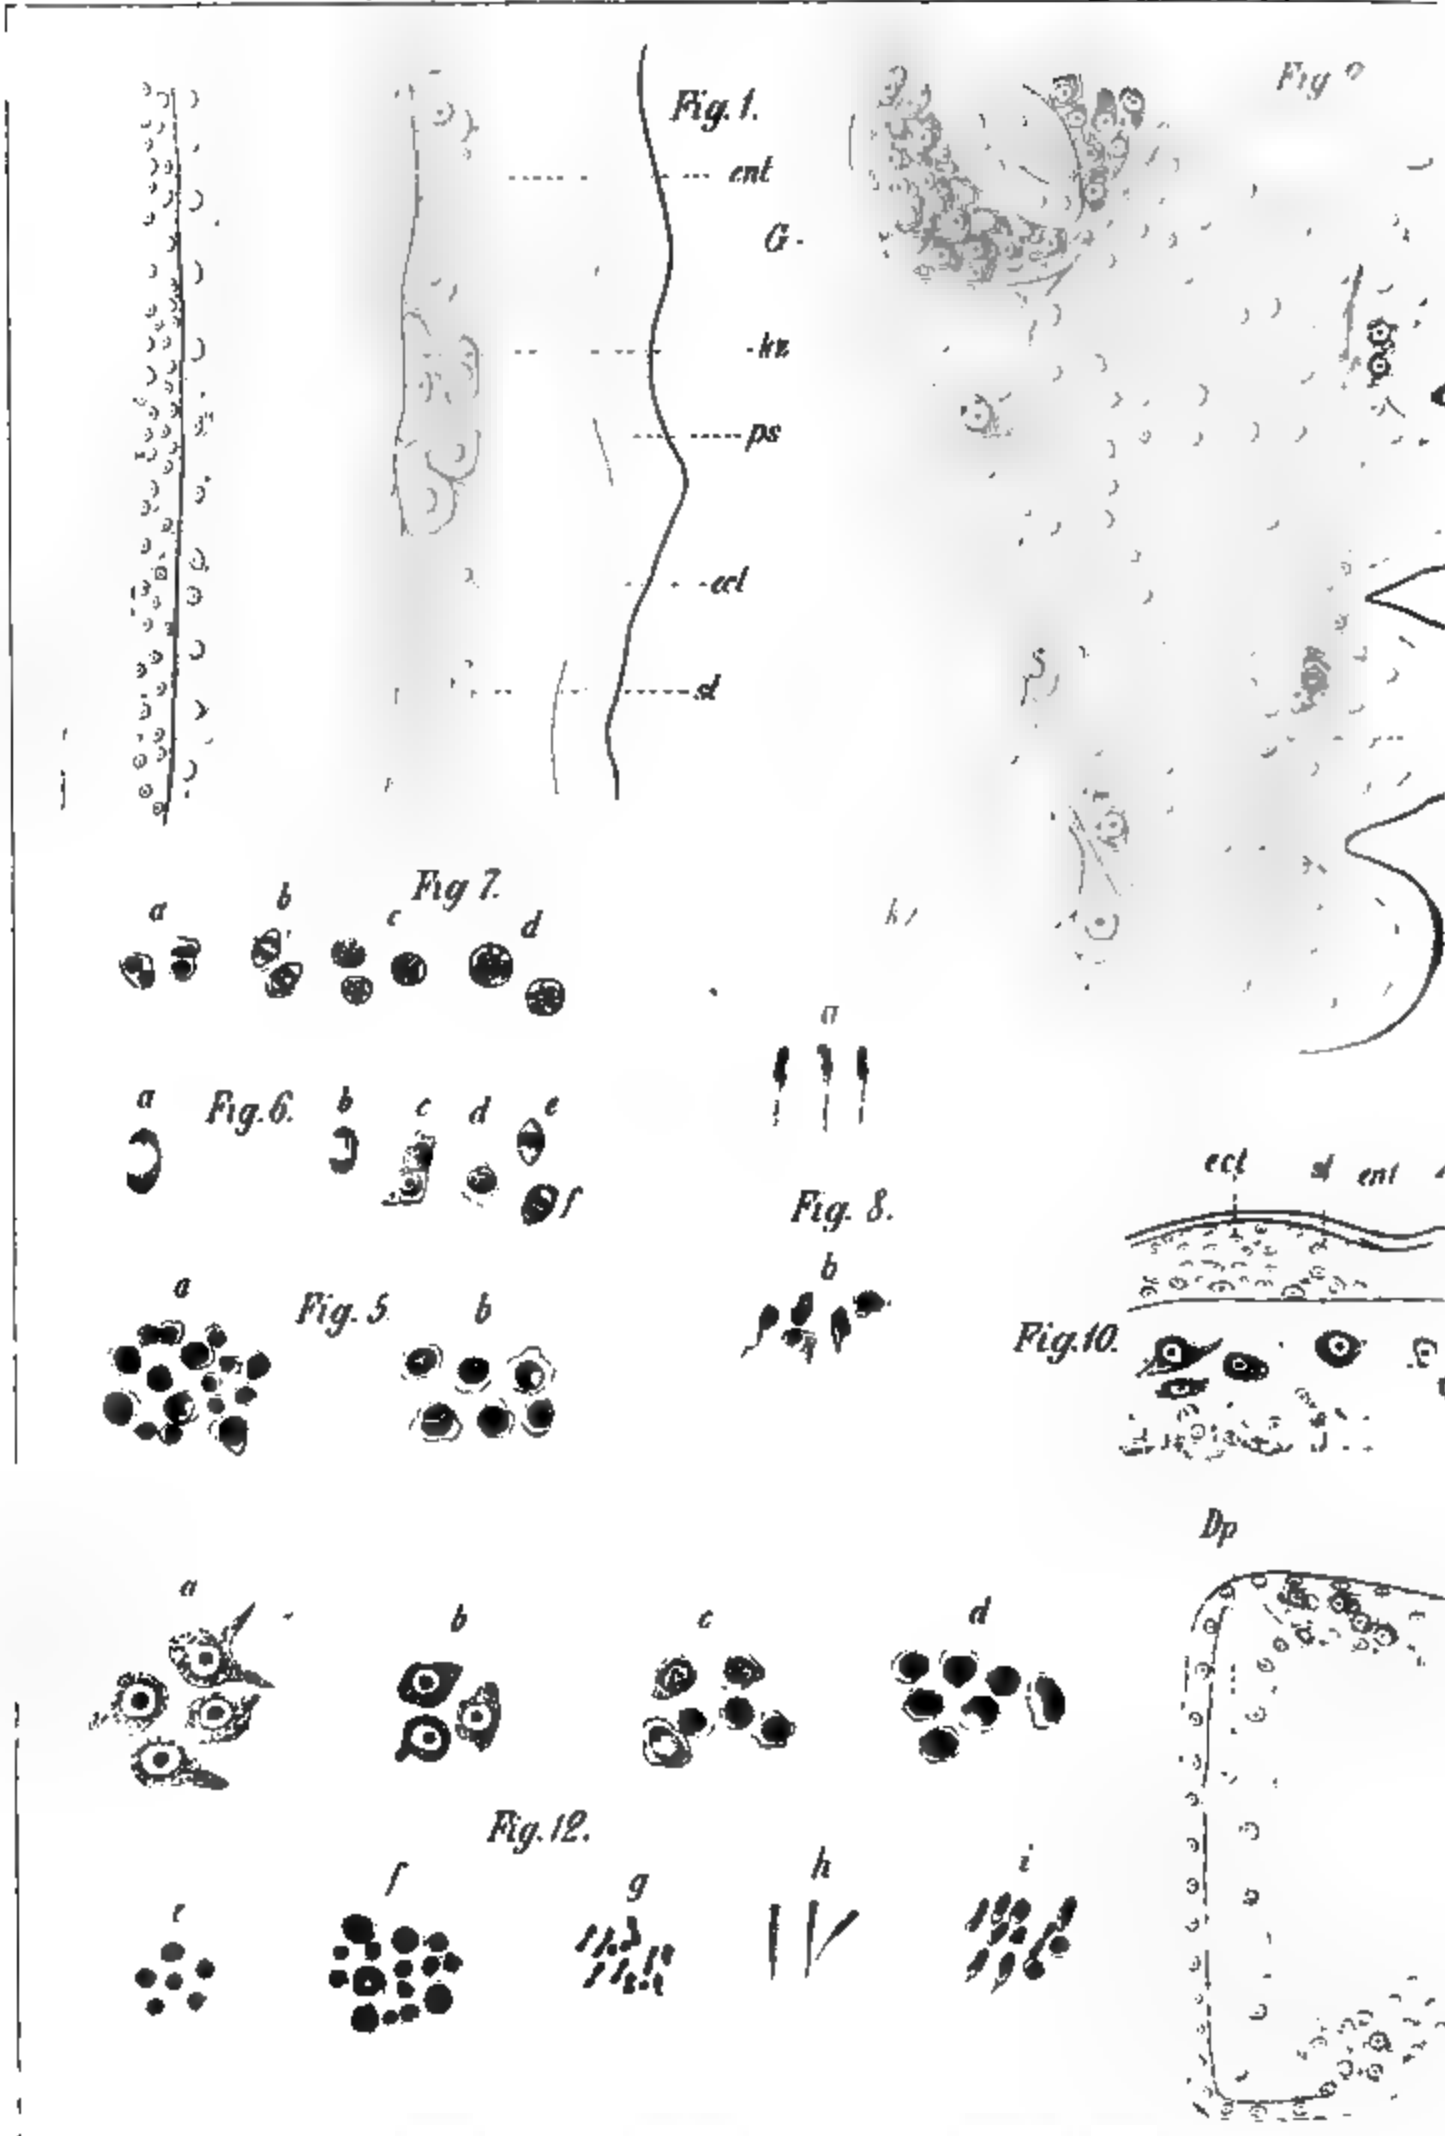 Fig. 1.
Fig
ent
G
kz
ps
ect
st
Fig 7.
a b c d
a Fig. 6. b c d e
f
a
Fig. 8.
b
a Fig. 5 b
ect st ent
Fig. 10.
Dp
a b c d
Fig. 12.
f g h i